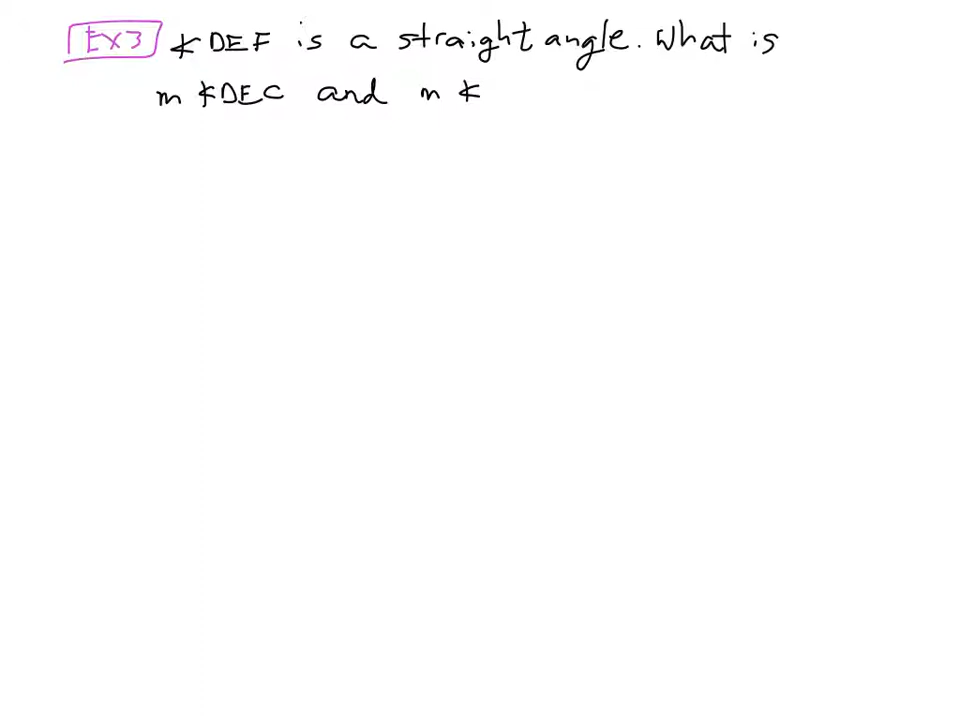 Ex3 ∡DEF is a straight angle. What is
m ∡DEC and m ∡